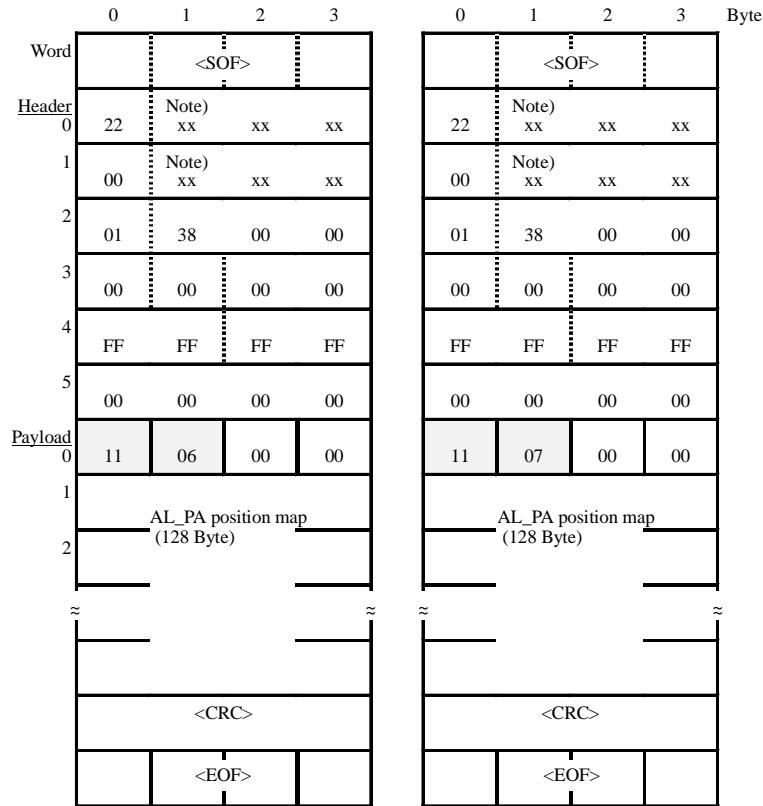 0 1 2 3 0 1 2 3 Byte
Word <SOF> <SOF>
Header Note) Note)
0 22 xx xx xx 22 xx xx xx
1 Note) Note)
00 xx xx xx 00 xx xx xx
2 01 38 00 00 01 38 00 00
3 00 00 00 00 00 00 00 00
4 FF FF FF FF FF FF FF FF
5 00 00 00 00 00 00 00 00
Payload
0 11 06 00 00 11 07 00 00
1 AL_PA position map AL_PA position map
2 (128 Byte) (128 Byte)
≈ ≈ ≈ ≈
<CRC> <CRC>
<EOF> <EOF>